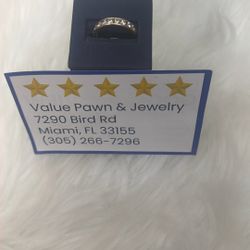 Value Pawn & Jewelry
7290 Bird Rd
Miami, FL 33155
(305) 266-7296